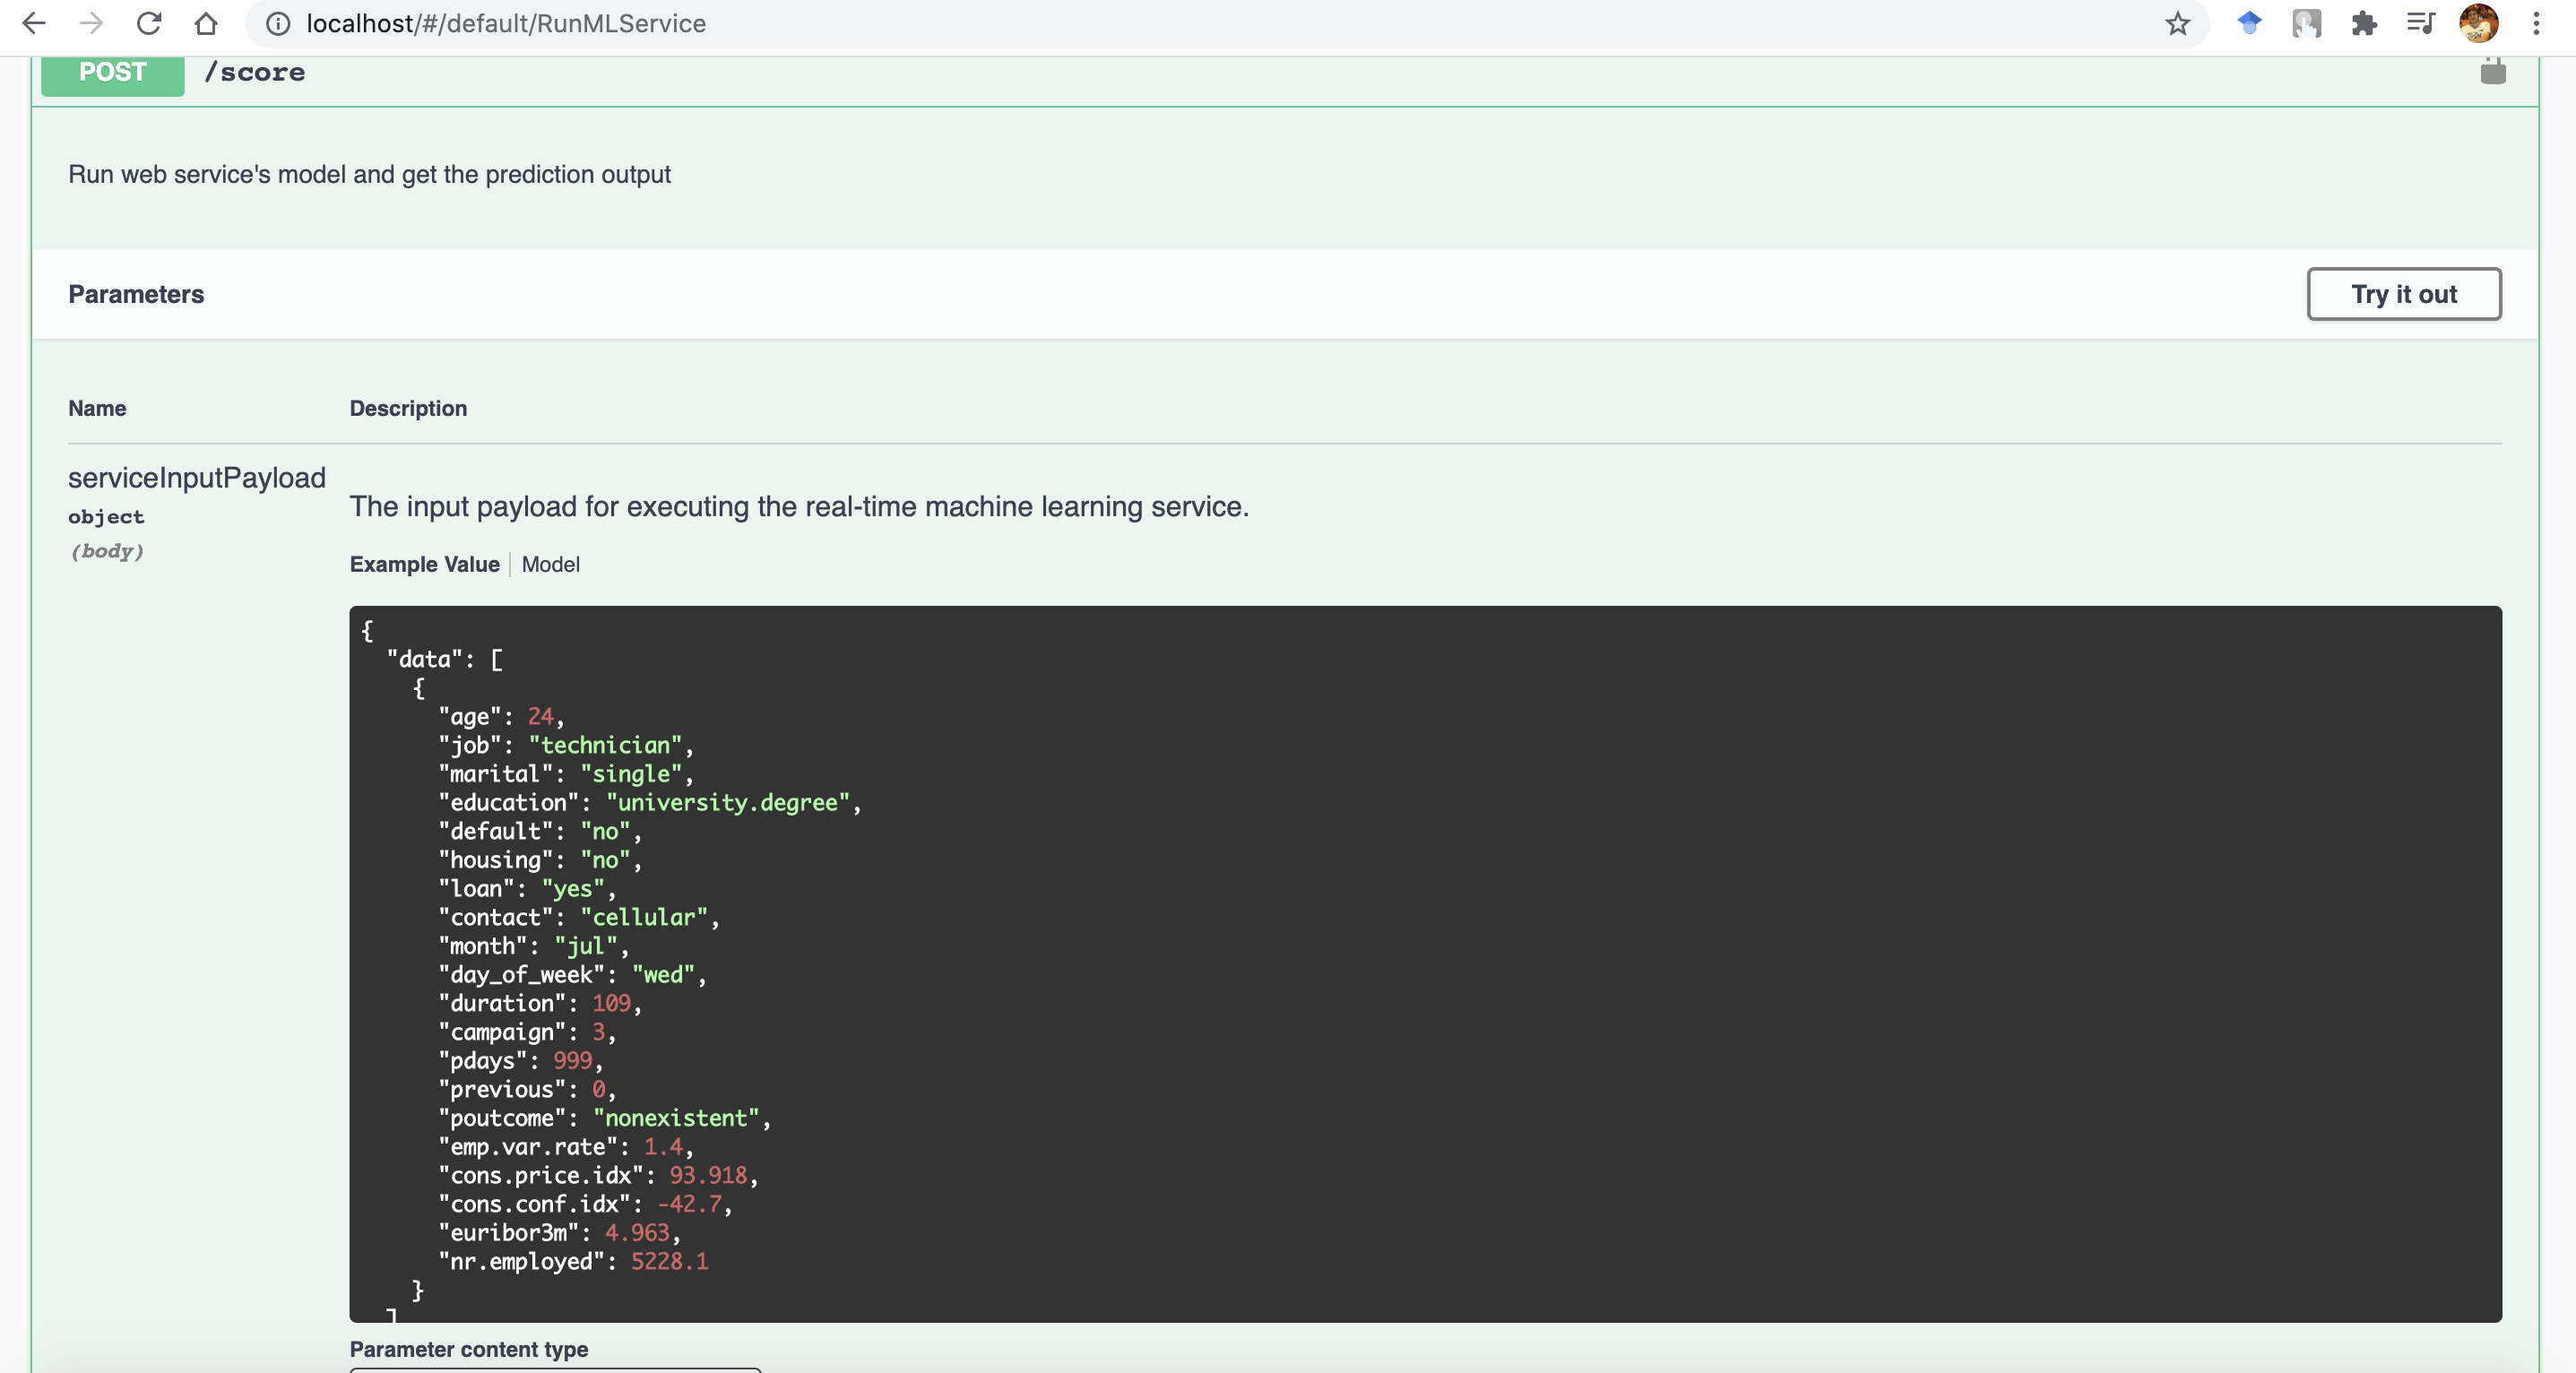 localhost/#/default/RunMLService
POST /score
Run web service's model and get the prediction output
Parameters
Try it out
Name Description
serviceInputPayload
object
(body)
The input payload for executing the real-time machine learning service.
Example Value Model
{
"data": [
{
"age": 24,
"job": "technician",
"marital": "single",
"education": "university.degree",
"default": "no",
"housing": "no",
"loan": "yes",
"contact": "cellular",
"month": "jul",
"day_of_week": "wed",
"duration": 109,
"campaign": 3,
"pdays": 999,
"previous": 0,
"poutcome": "nonexistent",
"emp.var.rate": 1.4,
"cons.price.idx": 93.918,
"cons.conf.idx": -42.7,
"euribor3m": 4.963,
"nr.employed": 5228.1
}
]
Parameter content type